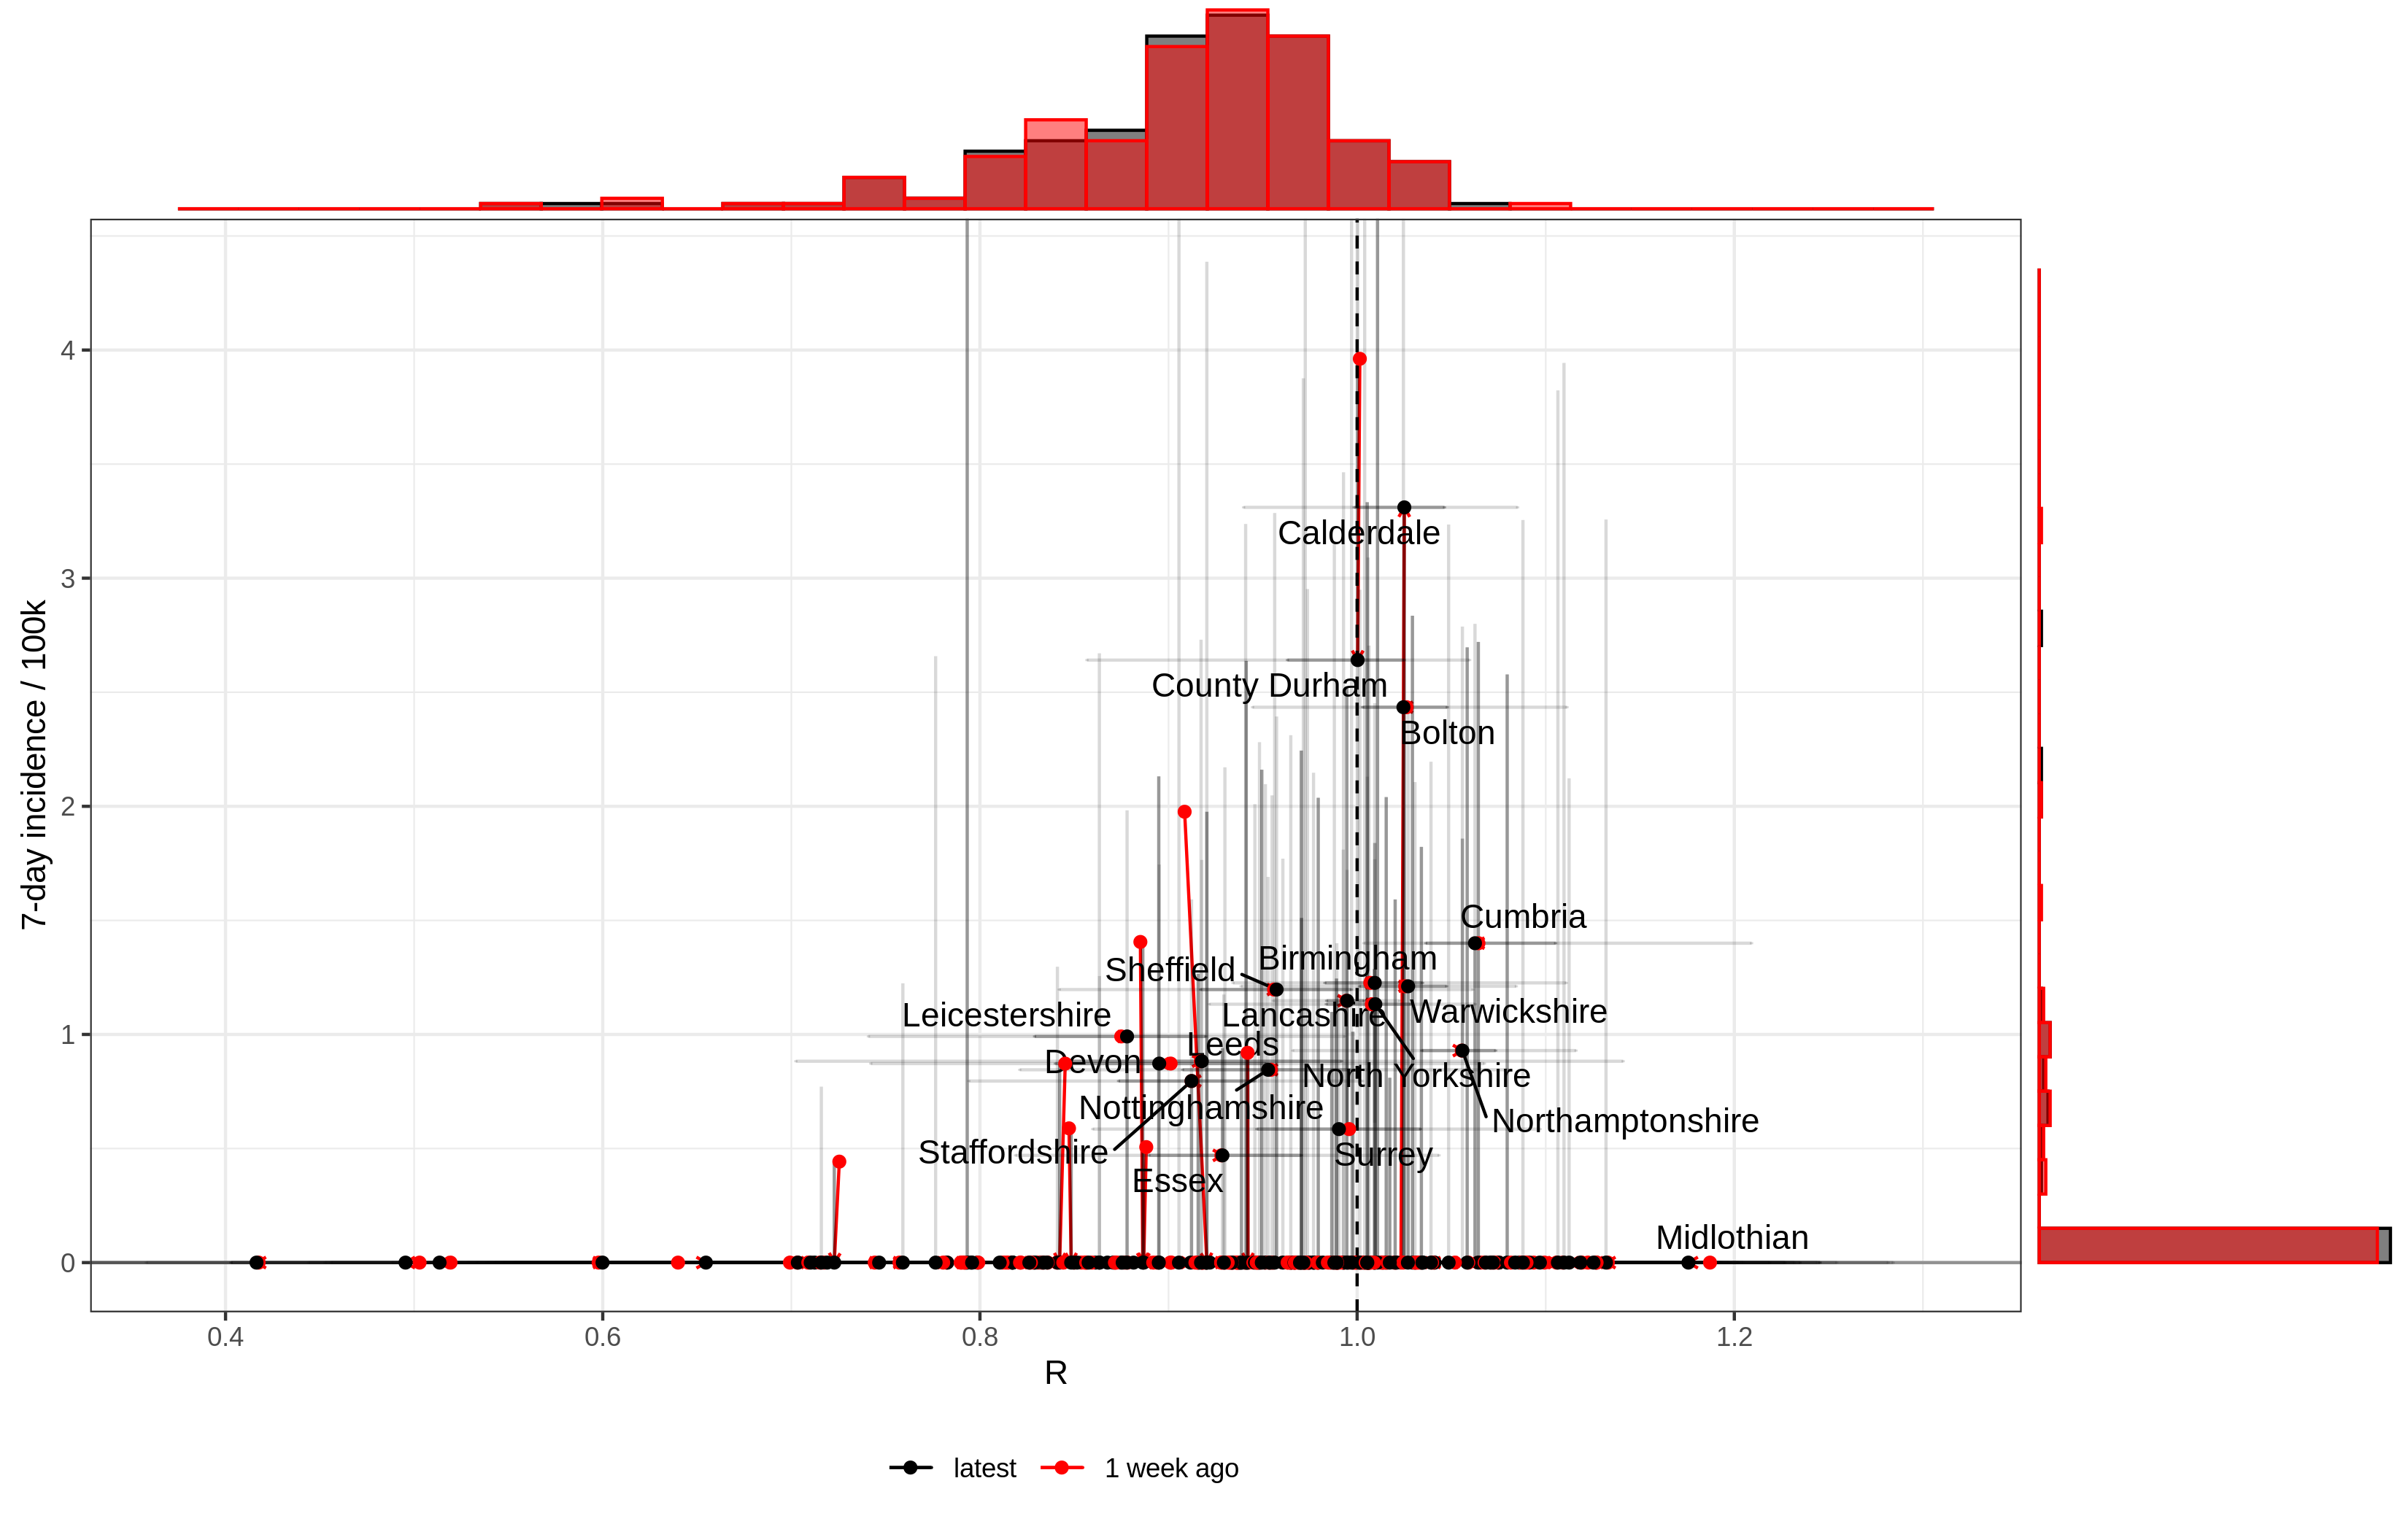 7-day incidence / 100k
4
3
2
1
0
Calderdale
County Durham
Bolton
Cumbria
Birmingham
Sheffield
Leicestershire
Lancashire
Warwickshire
Leeds
Devon
North Yorkshire
Nottinghamshire
Northamptonshire
Staffordshire
Surrey
Essex
Midlothian
0.4 0.6 0.8 1.0 1.2
R
latest 1 week ago